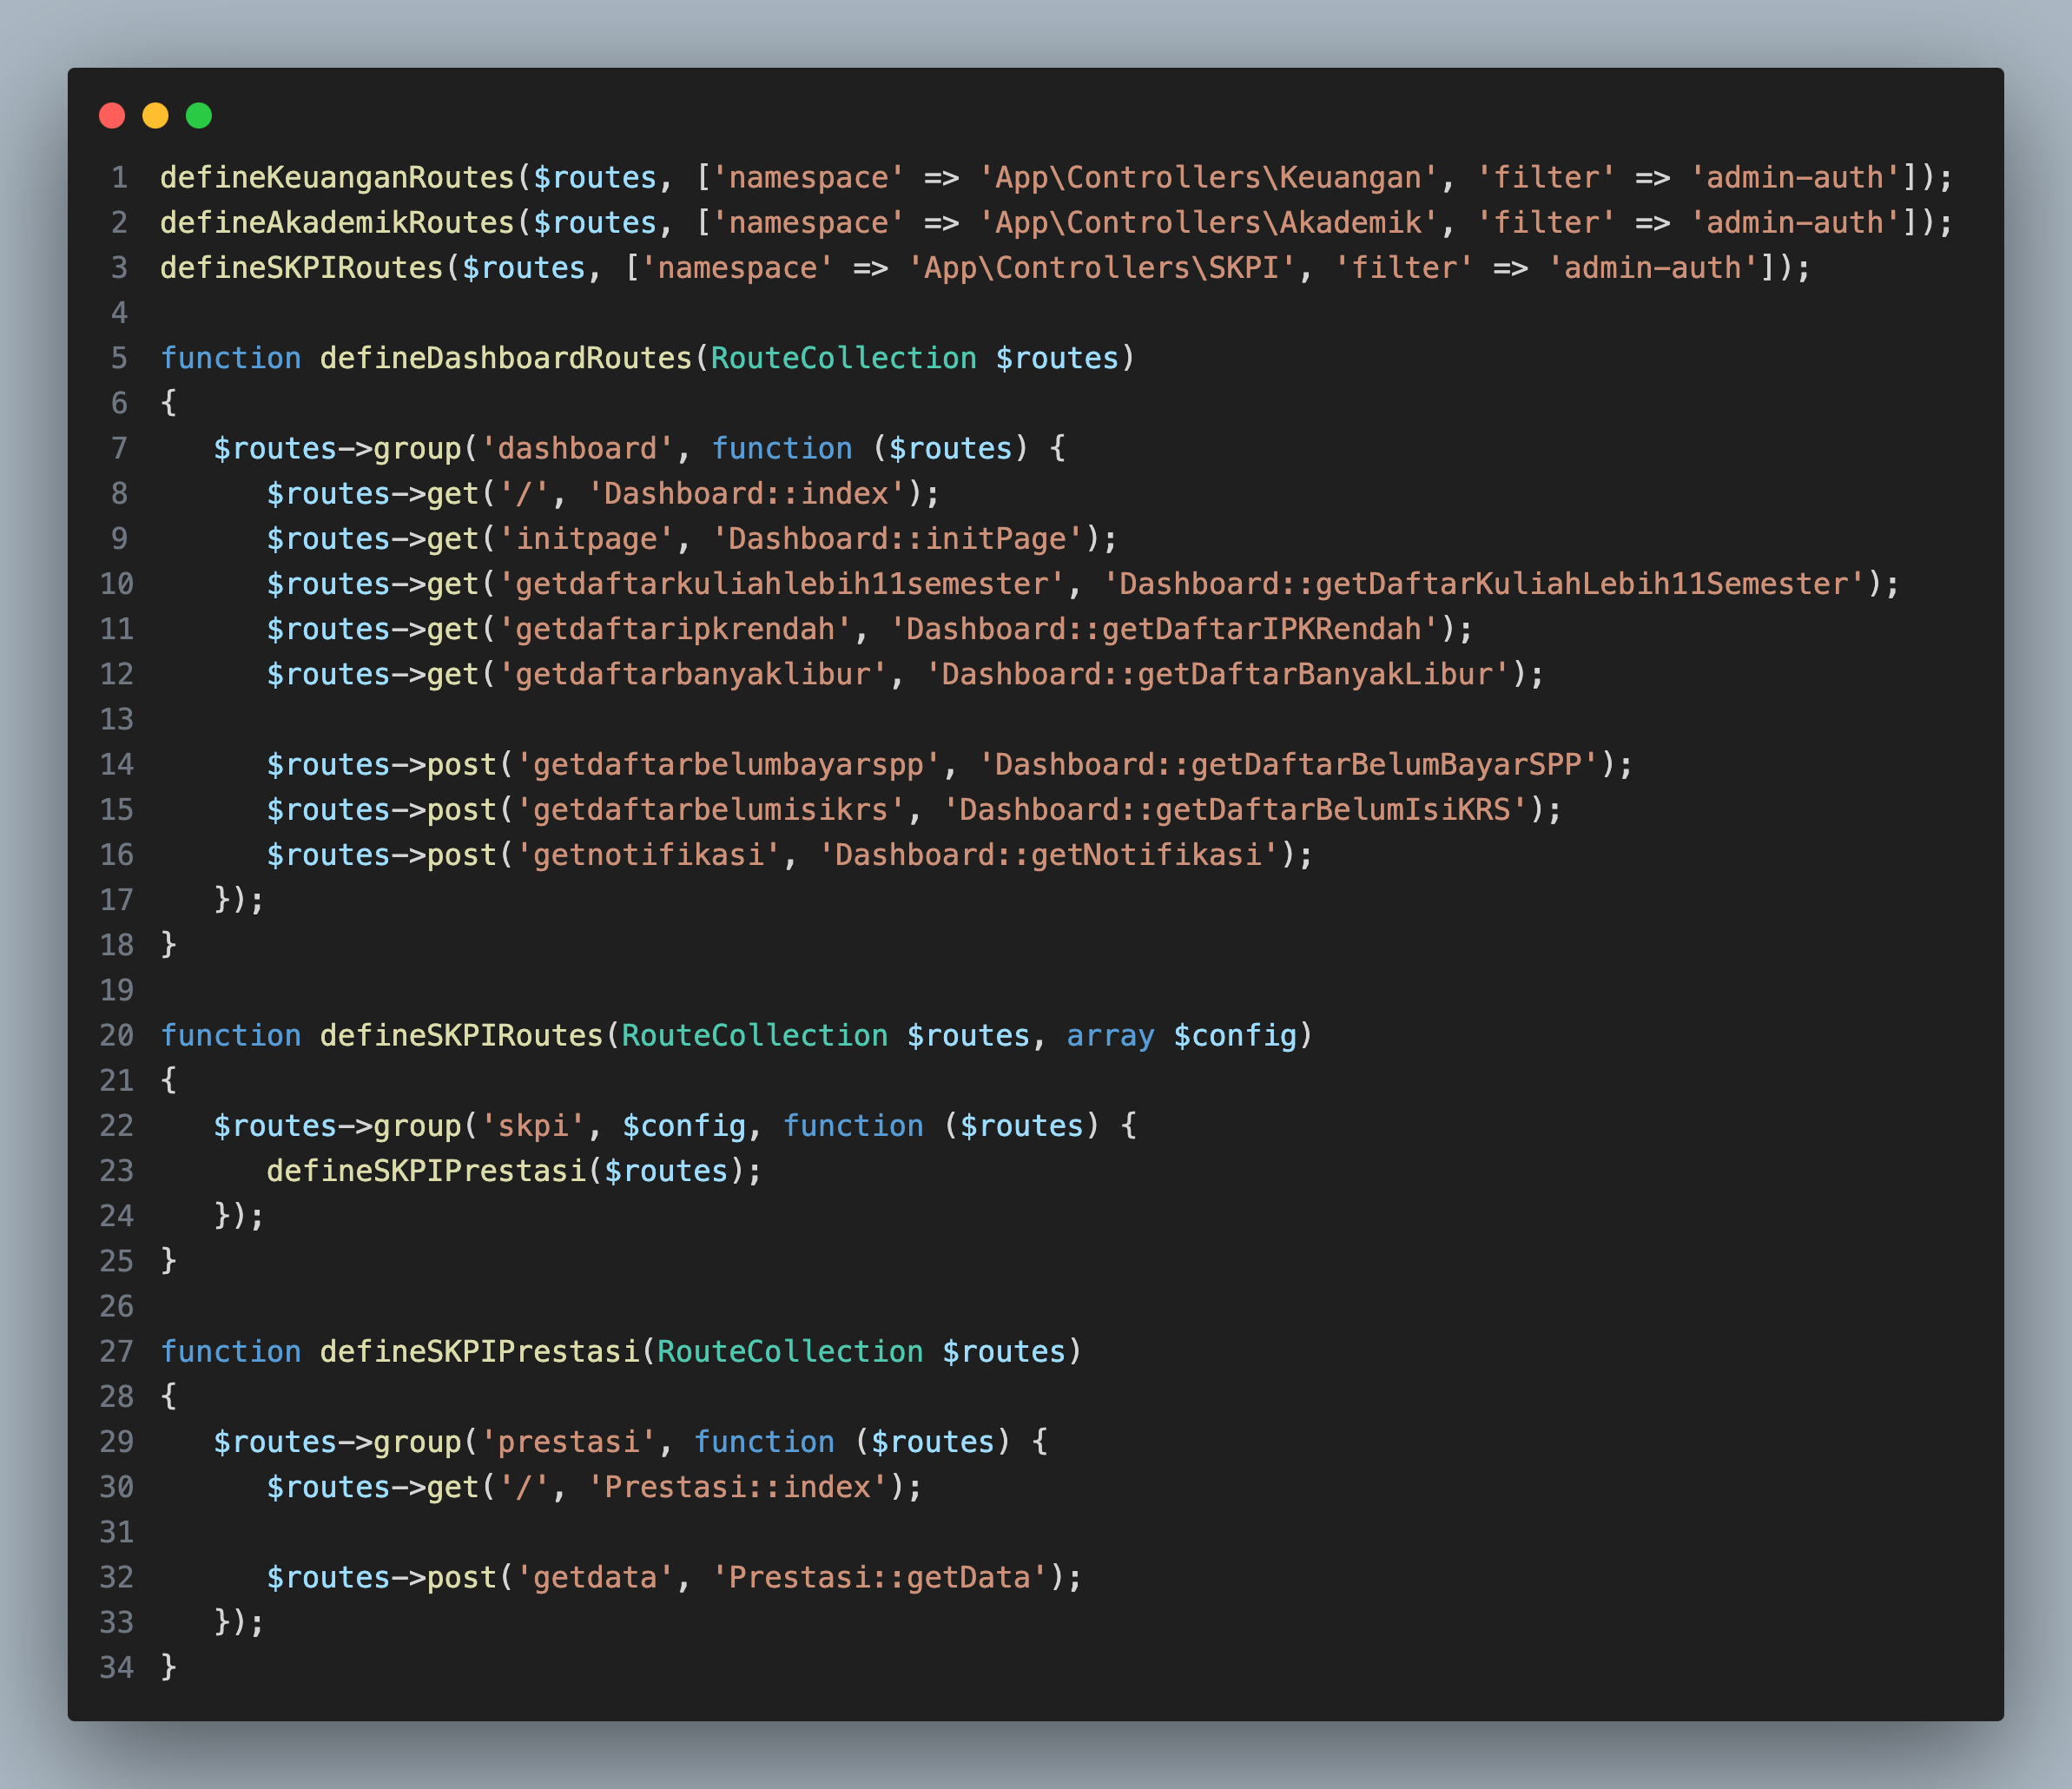 1 defineKeuanganRoutes($routes, ['namespace' => 'App\Controllers\Keuangan', 'filter' => 'admin-auth']);
2 defineAkademikRoutes($routes, ['namespace' => 'App\Controllers\Akademik', 'filter' => 'admin-auth']);
3 defineSKPIRoutes($routes, ['namespace' => 'App\Controllers\SKPI', 'filter' => 'admin-auth']);
4
5 function defineDashboardRoutes(RouteCollection $routes)
6 {
7    $routes->group('dashboard', function ($routes) {
8       $routes->get('/', 'Dashboard::index');
9       $routes->get('initpage', 'Dashboard::initPage');
10       $routes->get('getdaftarkuliahlebih11semester', 'Dashboard::getDaftarKuliahLebih11Semester');
11       $routes->get('getdaftaripkrendah', 'Dashboard::getDaftarIPKRendah');
12       $routes->get('getdaftarbanyaklibur', 'Dashboard::getDaftarBanyakLibur');
13
14       $routes->post('getdaftarbelumbayarspp', 'Dashboard::getDaftarBelumBayarSPP');
15       $routes->post('getdaftarbelumisikrs', 'Dashboard::getDaftarBelumIsiKRS');
16       $routes->post('getnotifikasi', 'Dashboard::getNotifikasi');
17    });
18 }
19
20 function defineSKPIRoutes(RouteCollection $routes, array $config)
21 {
22    $routes->group('skpi', $config, function ($routes) {
23       defineSKPIPrestasi($routes);
24    });
25 }
26
27 function defineSKPIPrestasi(RouteCollection $routes)
28 {
29    $routes->group('prestasi', function ($routes) {
30       $routes->get('/', 'Prestasi::index');
31
32       $routes->post('getdata', 'Prestasi::getData');
33    });
34 }